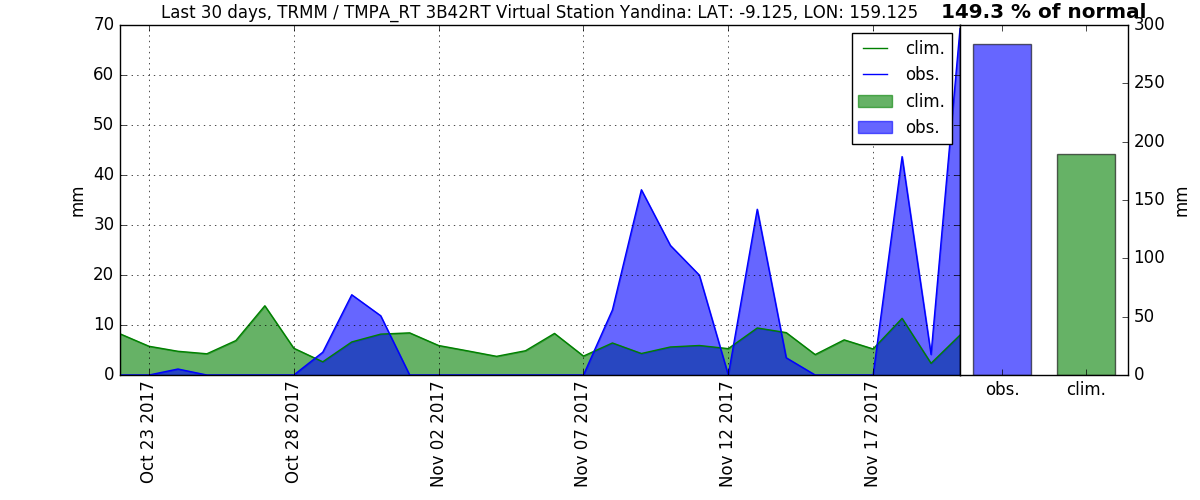 Last 30 days, TRMM / TMPA_RT 3B42RT Virtual Station Yandina: LAT: -9.125, LON: 159.125
149.3 % of normal
70
60
50
40
30
20
10
0
mm
clim.
obs.
clim.
obs.
300
250
200
150
100
50
0
mm
Oct 23 2017
Oct 28 2017
Nov 02 2017
Nov 07 2017
Nov 12 2017
Nov 17 2017
obs.
clim.